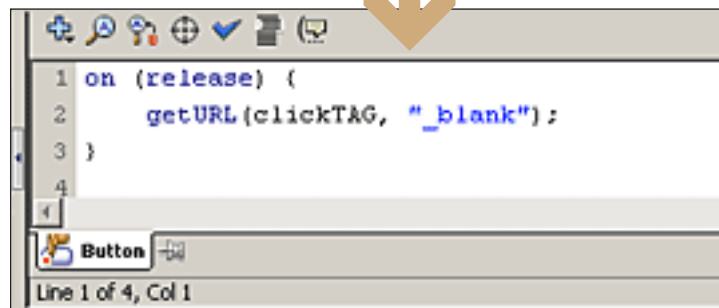 1 on (release) {
2 getURL(clickTAG, "_blank");
3 }
4
Button
Line 1 of 4, Col 1